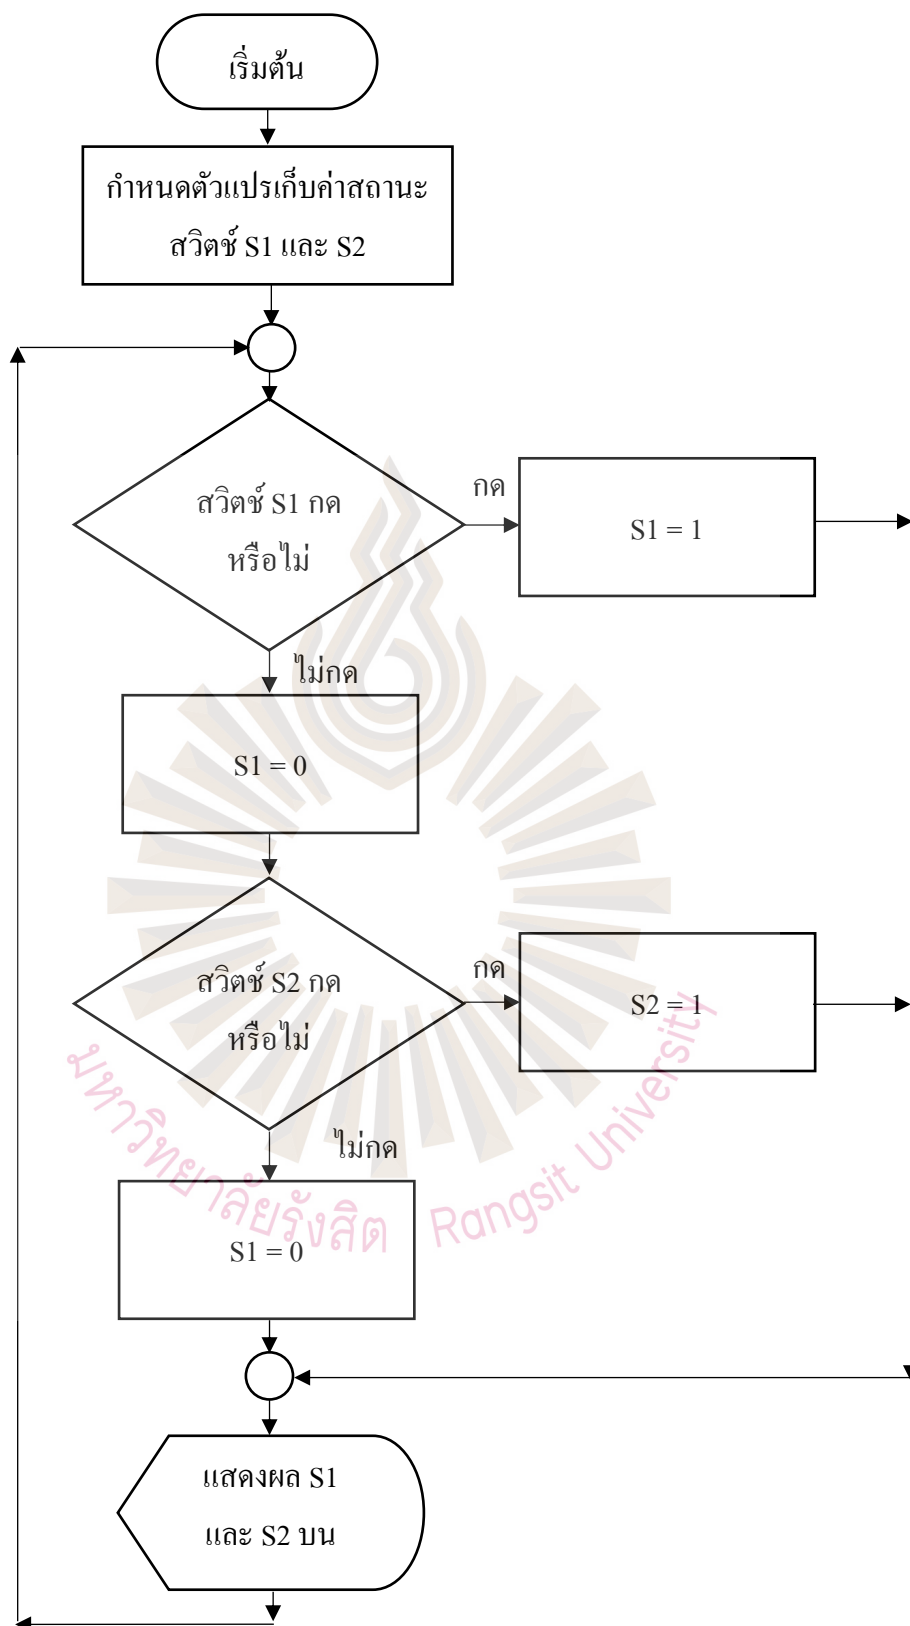 เริ่มต้น
กำหนดตัวแปรเก็บค่าสถานะ
สวิตช์ S1 และ S2
สวิตช์ S1 กด
หรือไม่
กด
S1 = 1
ไม่กด
S1 = 0
สวิตช์ S2 กด
หรือไม่
กด
S2 = 1
ไม่กด
S1 = 0
มหาวิทยาลัยรังสิต Rangsit University
แสดงผล S1
และ S2 บน